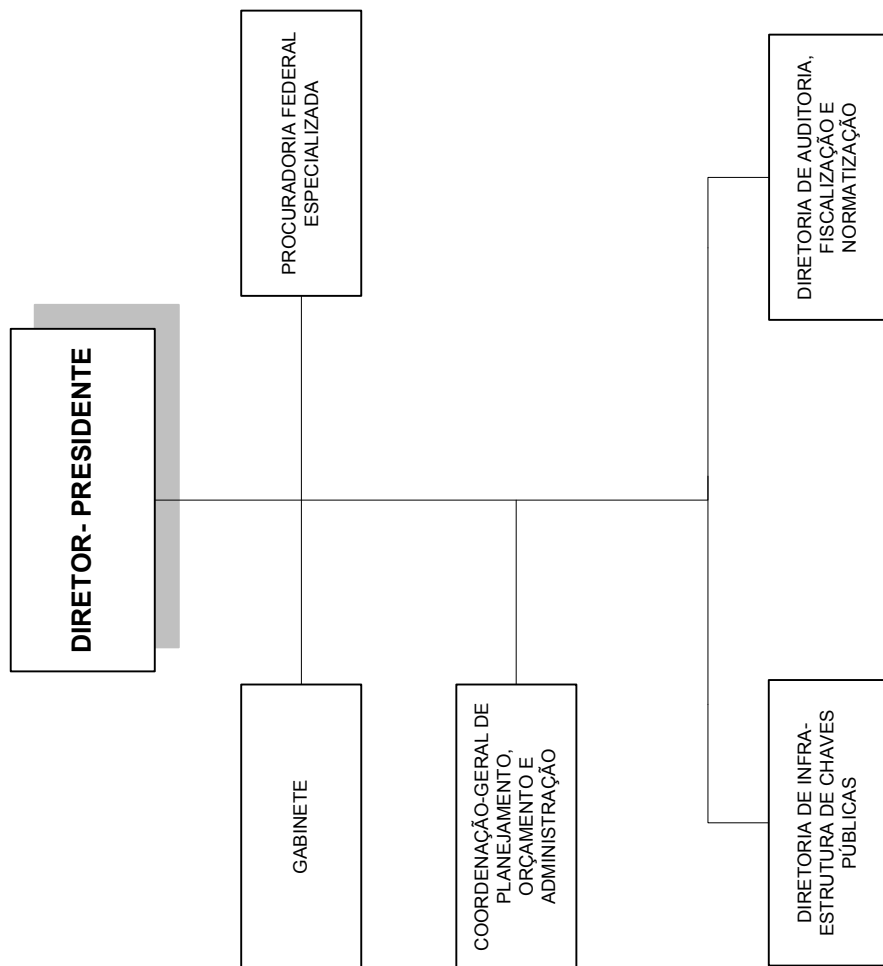 DIRETOR- PRESIDENTE
GABINETE
PROCURADORIA FEDERAL
ESPECIALIZADA
COORDENAÇÃO-GERAL DE
PLANEJAMENTO,
ORÇAMENTO E
ADMINISTRAÇÃO
DIRETORIA DE INFRA-
ESTRUTURA DE CHAVES
PÚBLICAS
DIRETORIA DE AUDITORIA,
FISCALIZAÇÃO E
NORMATIZAÇÃO